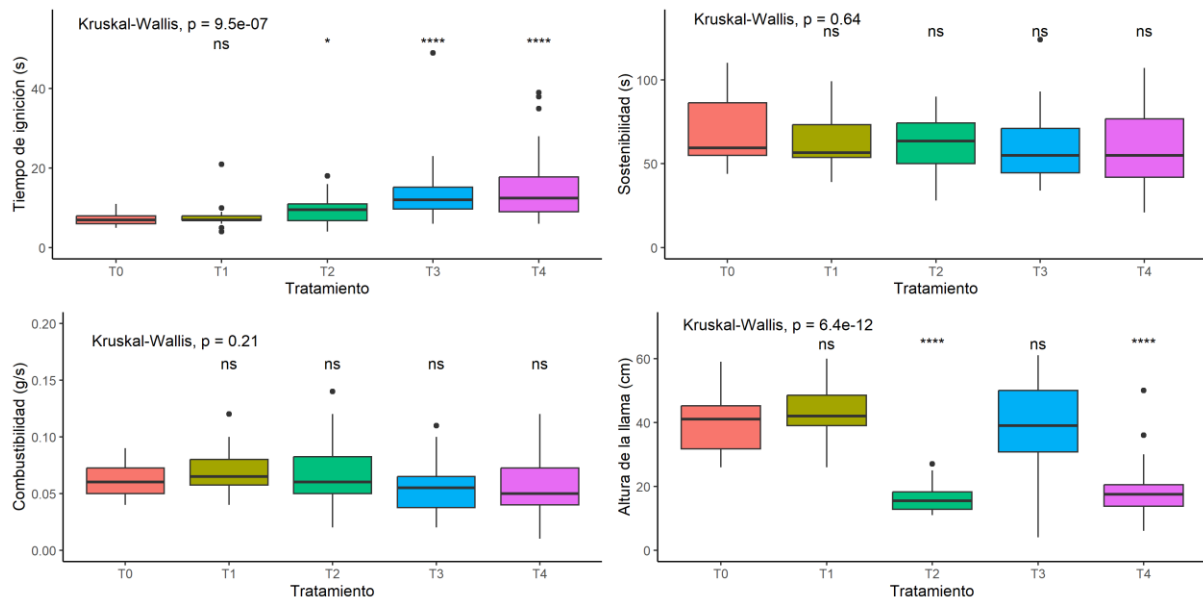 Kruskal-Wallis, p = 9.5e-07
ns * **** ****
Tiempo de ignición (s)
40
20
0
T0 T1 T2 T3 T4
Tratamiento
Kruskal-Wallis, p = 0.64
ns ns ns ns
Sostenibilidad (s)
100
50
0
T0 T1 T2 T3 T4
Tratamiento
Kruskal-Wallis, p = 0.21
ns ns ns ns
Combustibilidad (g/s)
0.20
0.15
0.10
0.05
0.00
T0 T1 T2 T3 T4
Tratamiento
Kruskal-Wallis, p = 6.4e-12
ns **** ns ****
Altura de la llama (cm)
60
40
20
0
T0 T1 T2 T3 T4
Tratamiento